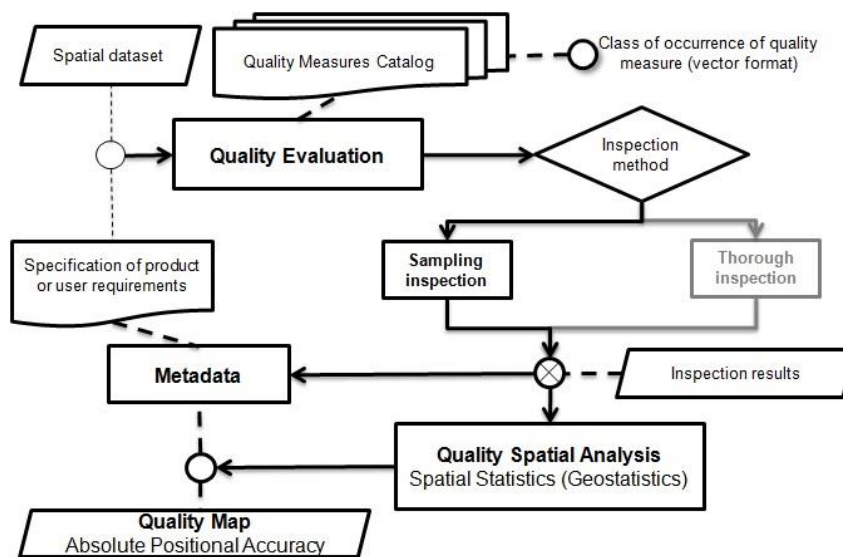 Spatial dataset
Quality Measures Catalog
Class of occurrence of quality
measure (vector format)
Quality Evaluation
Inspection
method
Specification of product
or user requirements
Sampling
inspection
Thorough
inspection
Metadada
Inspection results
Quality Spatial Analysis
Spatial Statistics (Geostatistics)
Quality Map
Absolute Positional Accuracy